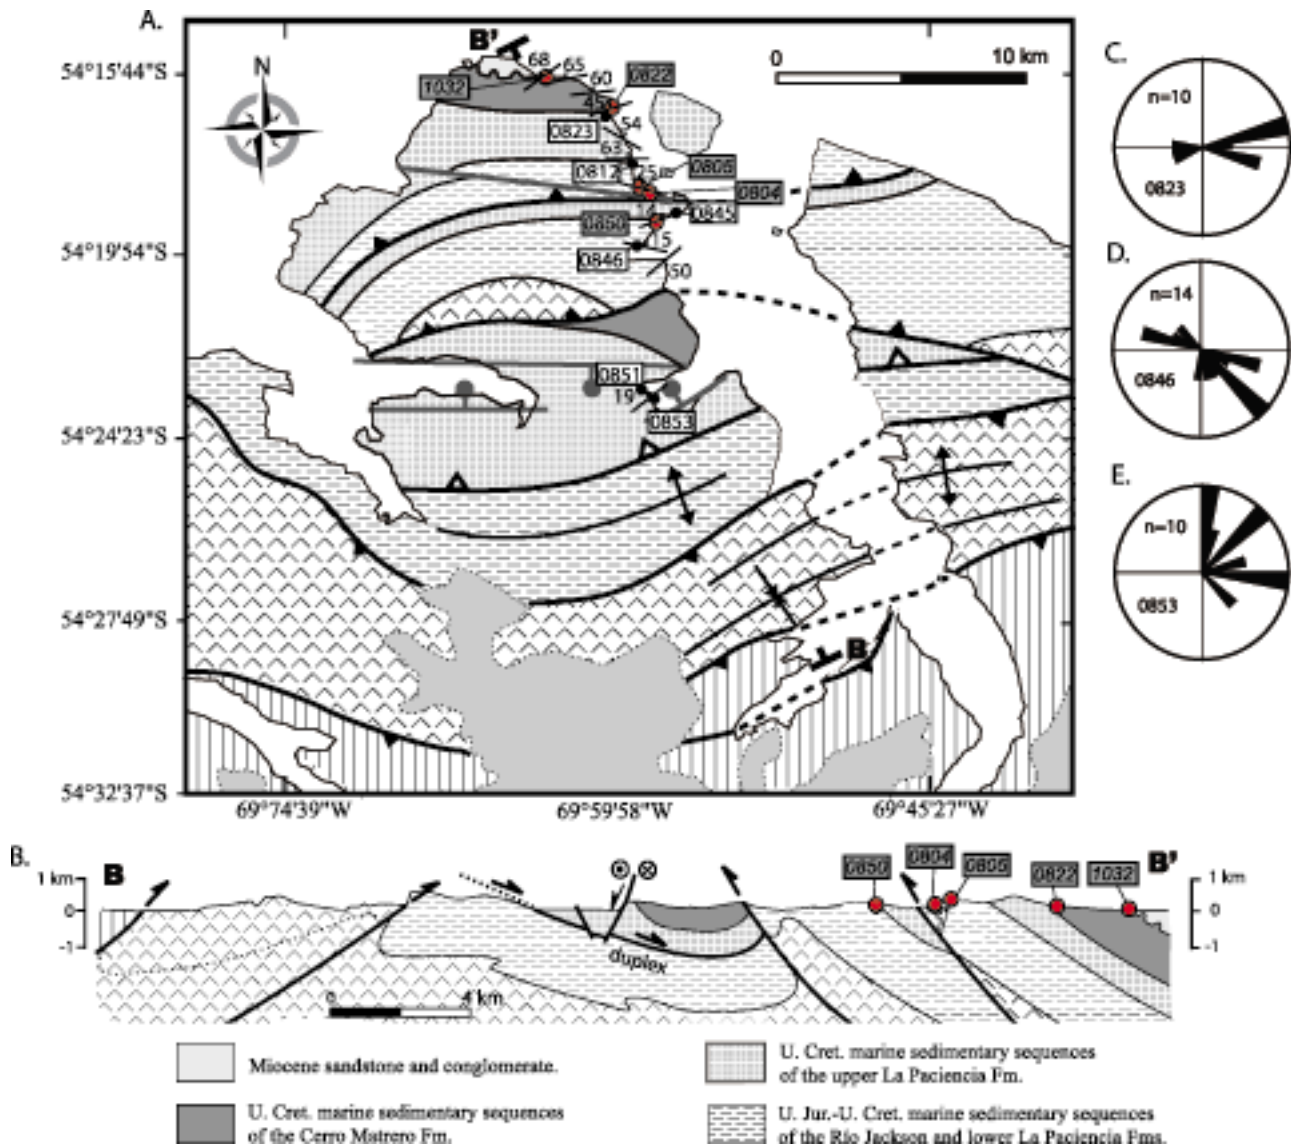 A.
B'
0
10 km
C.
54°15'44"S
N
68
65
60
0822
1032
45
n=10
0823
54
63
0812
25
0805
0804
0823
0850
0845
D.
54°19'54"S
5
0846
50
n=14
0851
19
0846
0853
54°24'23"S
E.
n=10
54°27'49"S
0853
B
54°32'37"S
69°74'39"W
69°59'58"W
69°45'27"W
B.
B
0850
0804
0805
0822
1032
B'
1 km
1 km
0
0
-1
-1
duplex
0
4 km
Miocene sandstone and conglomerate.
U. Cret. marine sedimentary sequences
of the upper La Paciencia Fm.
U. Cret. marine sedimentary sequences
of the Cerro Matrero Fm.
U. Jur.-U. Cret. marine sedimentary sequences
of the Río Jackson and lower La Paciencia Fms.